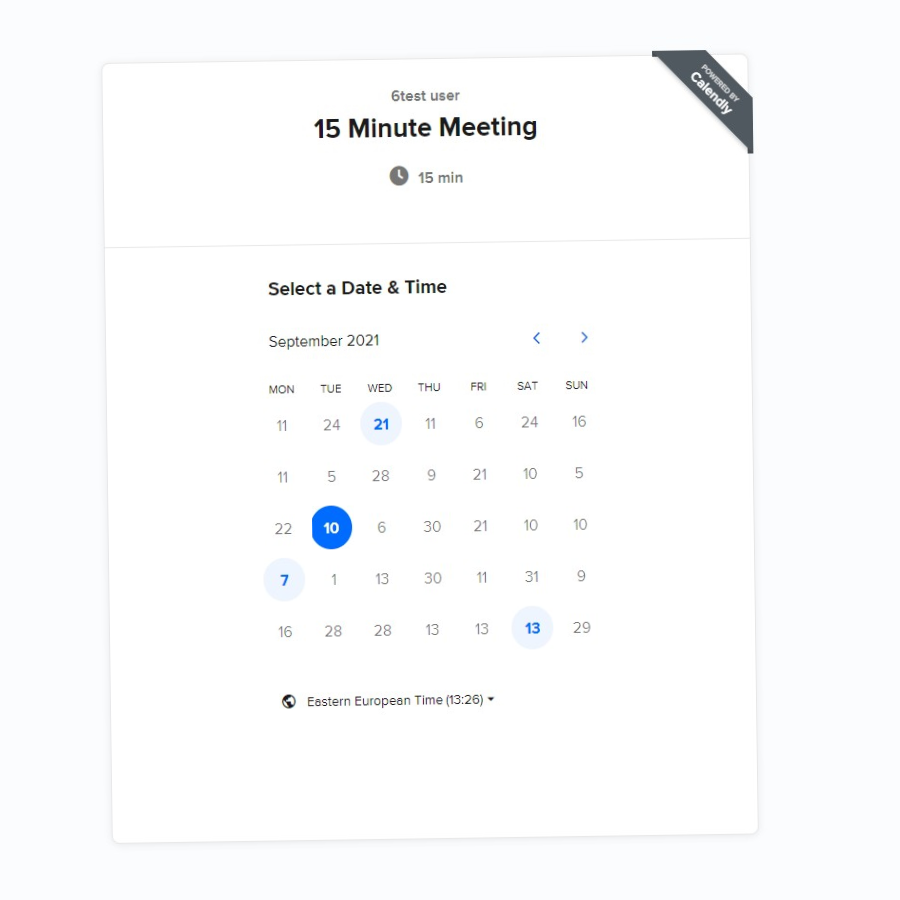 6test user
15 Minute Meeting
15 min
POWERED BY
Calendly
Select a Date & Time
September 2021
MON TUE WED THU FRI SAT SUN
11 24 21 11 6 24 16
11 5 28 9 21 10 5
22 10 6 30 21 10 10
7 1 13 30 11 31 9
16 28 28 13 13 13 29
Eastern European Time (13:26)